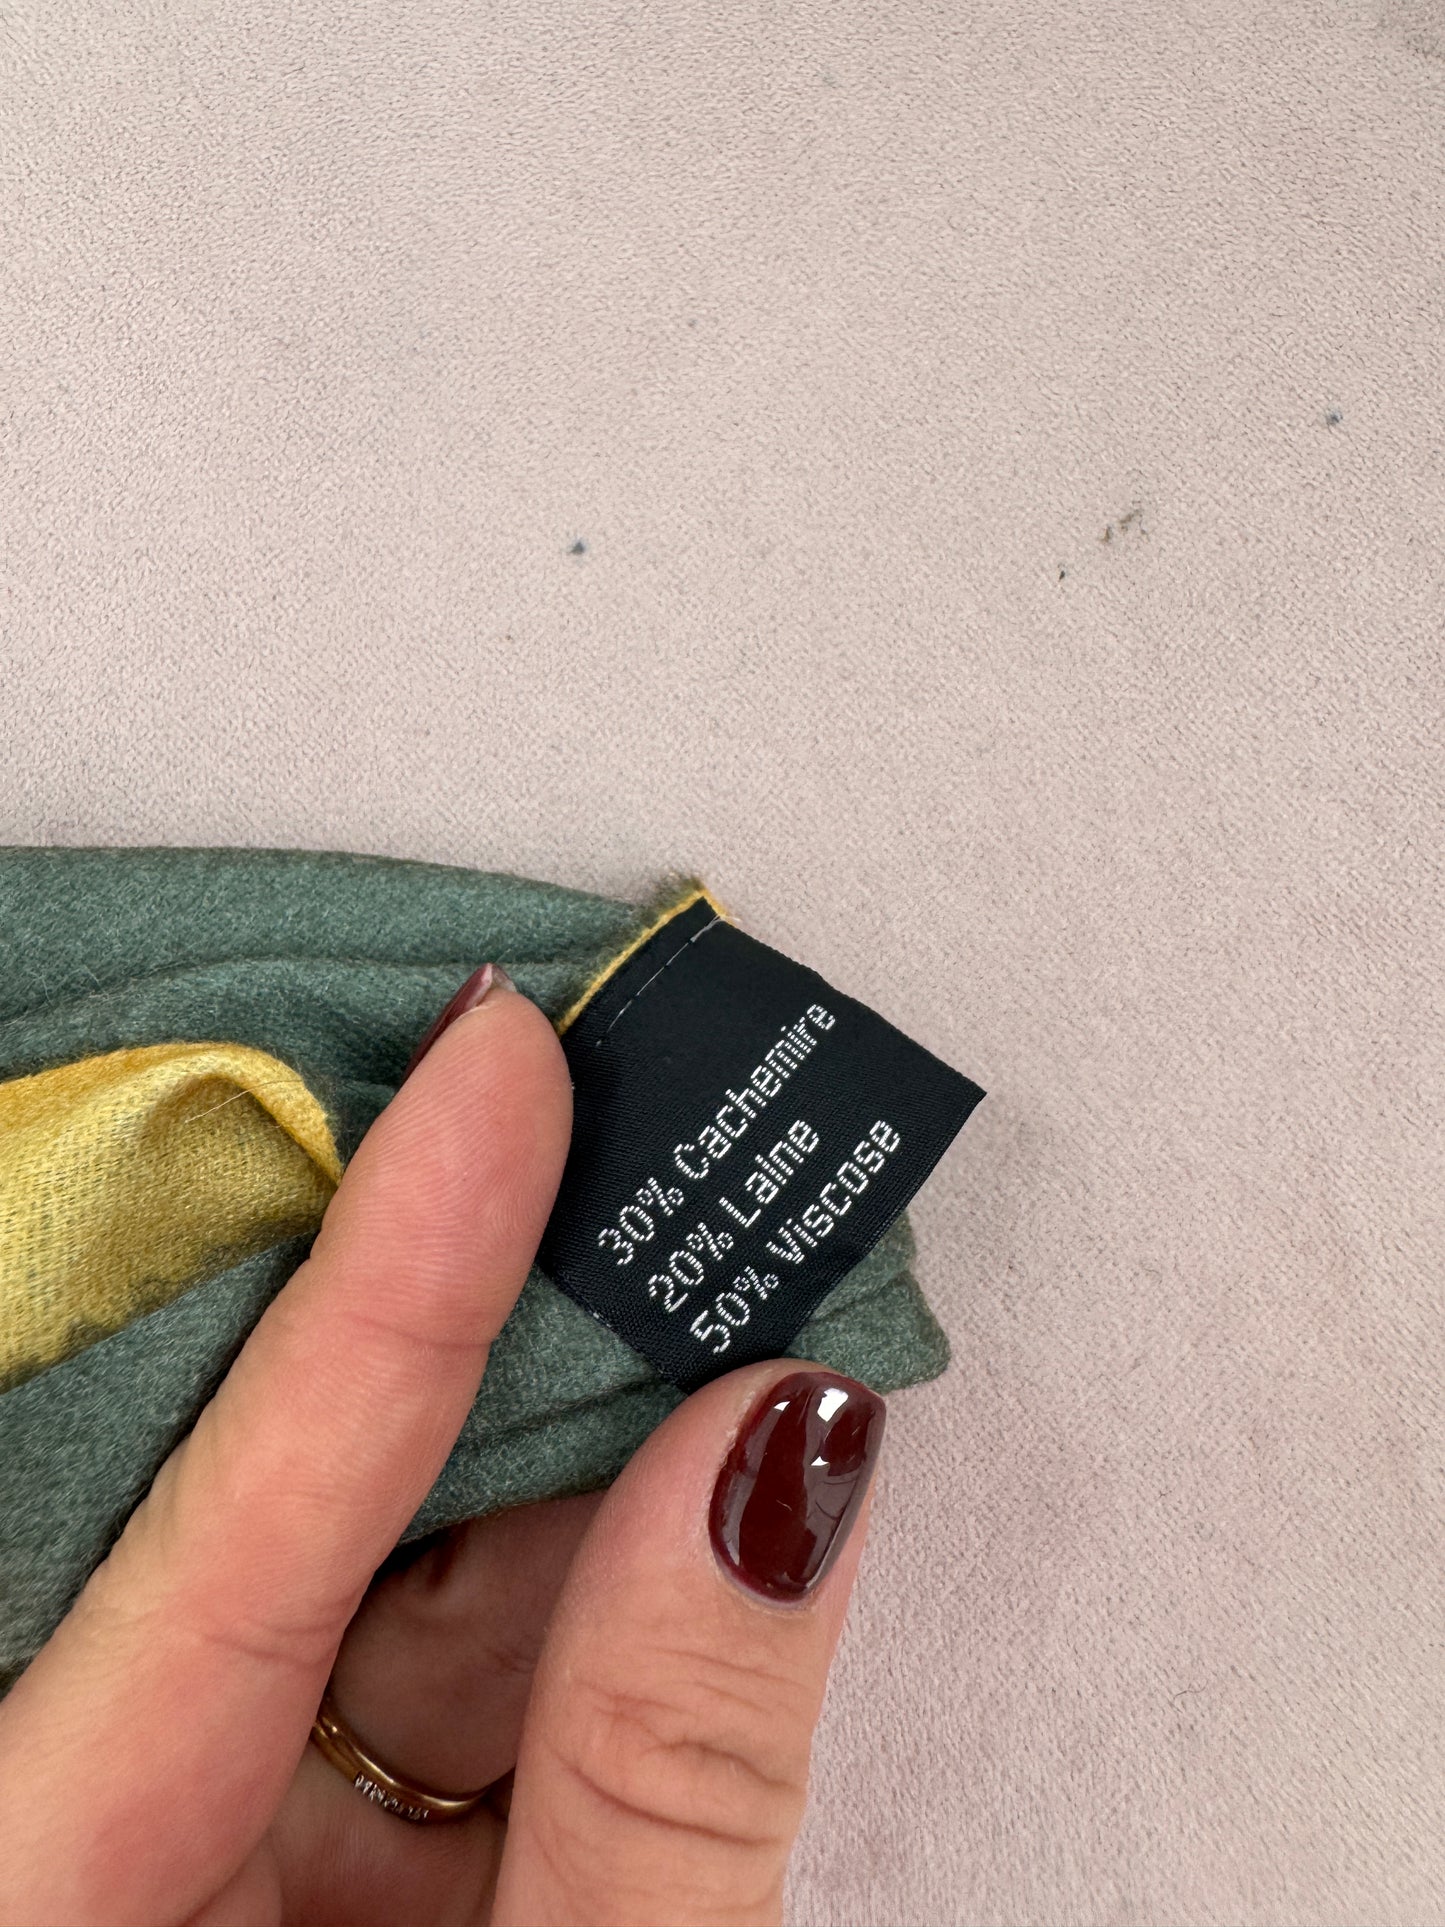 30% Cachemire
20% Laine
50% Viscose